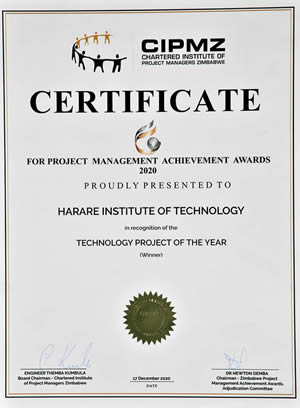 CIPMZ
CHARTERED INSTITUTE OF
PROJECT MANAGERS ZIMBABWE
CERTIFICATE
FOR PROJECT MANAGEMENT ACHIEVEMENT AWARDS
2020
PROUDLY PRESENTED TO
HARARE INSTITUTE OF TECHNOLOGY
in recognition of the
TECHNOLOGY PROJECT OF THE YEAR
(Winner)
ENGINEER THEMBA KUMBULA
Board Chairman - Chartered Institute
of Project Managers Zimbabwe
17 December 2020
DATE
DR NEWTON DEMBA
Chairman - Zimbabwe Project
Management Achievement Awards,
Adjudication Committee